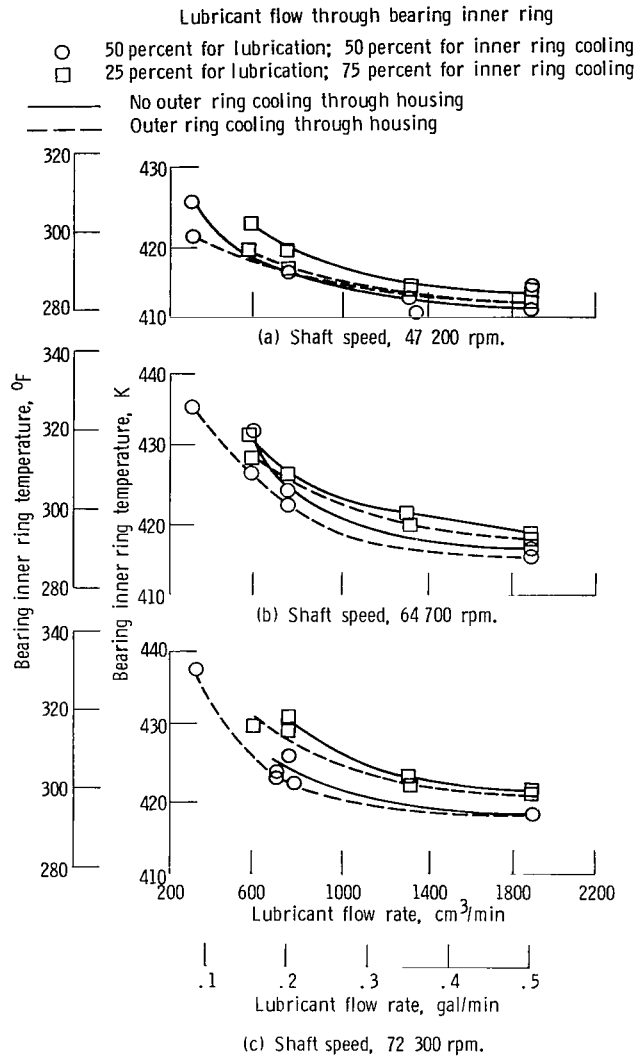 Lubricant flow through bearing inner ring
50 percent for lubrication; 50 percent for inner ring cooling
25 percent for lubrication; 75 percent for inner ring cooling
No outer ring cooling through housing
Outer ring cooling through housing
320
300
280
430
420
410
(a) Shaft speed, 47 200 rpm.
Bearing inner ring temperature, °F
Bearing inner ring temperature, K
340
320
300
280
440
430
420
410
(b) Shaft speed, 64 700 rpm.
340
320
300
280
440
430
420
410
200 600 1000 1400 1800 2200
Lubricant flow rate, cm³/min
.1 .2 .3 .4 .5
Lubricant flow rate, gal/min
(c) Shaft speed, 72 300 rpm.